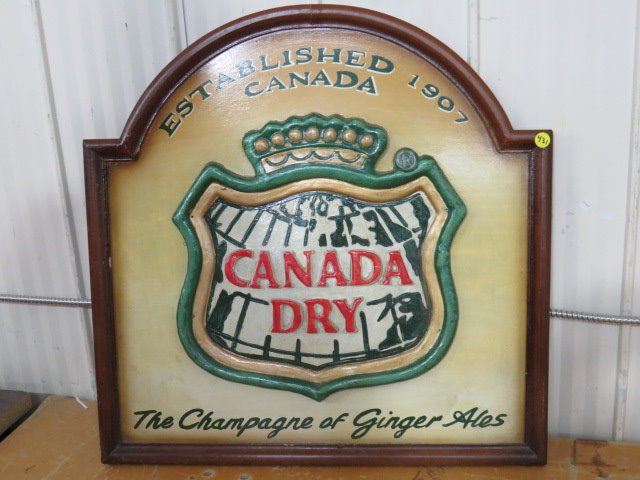 ESTABLISHED 1907
CANADA
CANADA
DRY
The Champagne of Ginger Ales